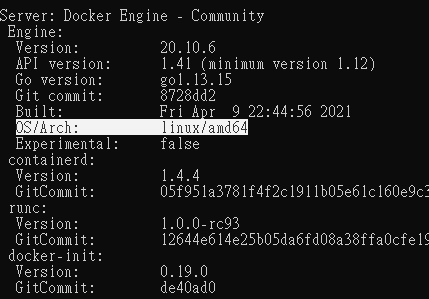 Server: Docker Engine - Community
Engine:
Version: 20.10.6
API version: 1.41 (minimum version 1.12)
Go version: go1.13.15
Git commit: 8728dd2
Built: Fri Apr 9 22:44:56 2021
OS/Arch: linux/amd64
Experimental: false
containerd:
Version: 1.4.4
GitCommit: 05f951a3781f4f2c1911b05e61c160e9c3
runc:
Version: 1.0.0-rc93
GitCommit: 12644e614e25b05da6fd08a38ffa0cfe19
docker-init:
Version: 0.19.0
GitCommit: de40ad0